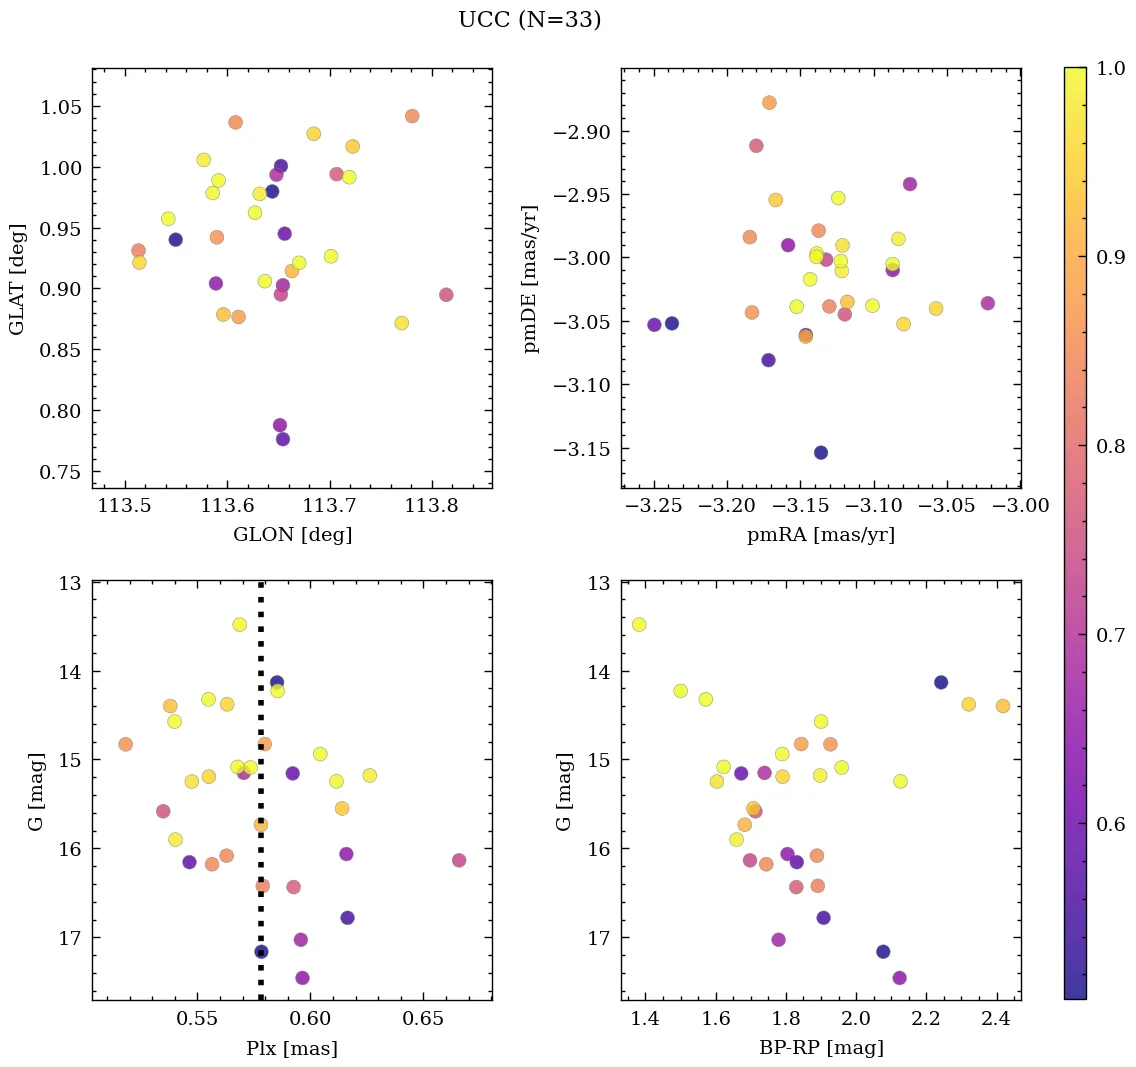 UCC (N=33)
1.05
1.00
0.95
0.90
0.85
0.80
0.75
GLAT [deg]
113.5 113.6 113.7 113.8
GLON [deg]
−2.90
−2.95
−3.00
−3.05
−3.10
−3.15
pmDE [mas/yr]
−3.25 −3.20 −3.15 −3.10 −3.05 −3.00
pmRA [mas/yr]
13
14
15
16
17
G [mag]
0.55 0.60 0.65
Plx [mas]
13
14
15
16
17
G [mag]
1.4 1.6 1.8 2.0 2.2 2.4
BP-RP [mag]
1.0
0.9
0.8
0.7
0.6